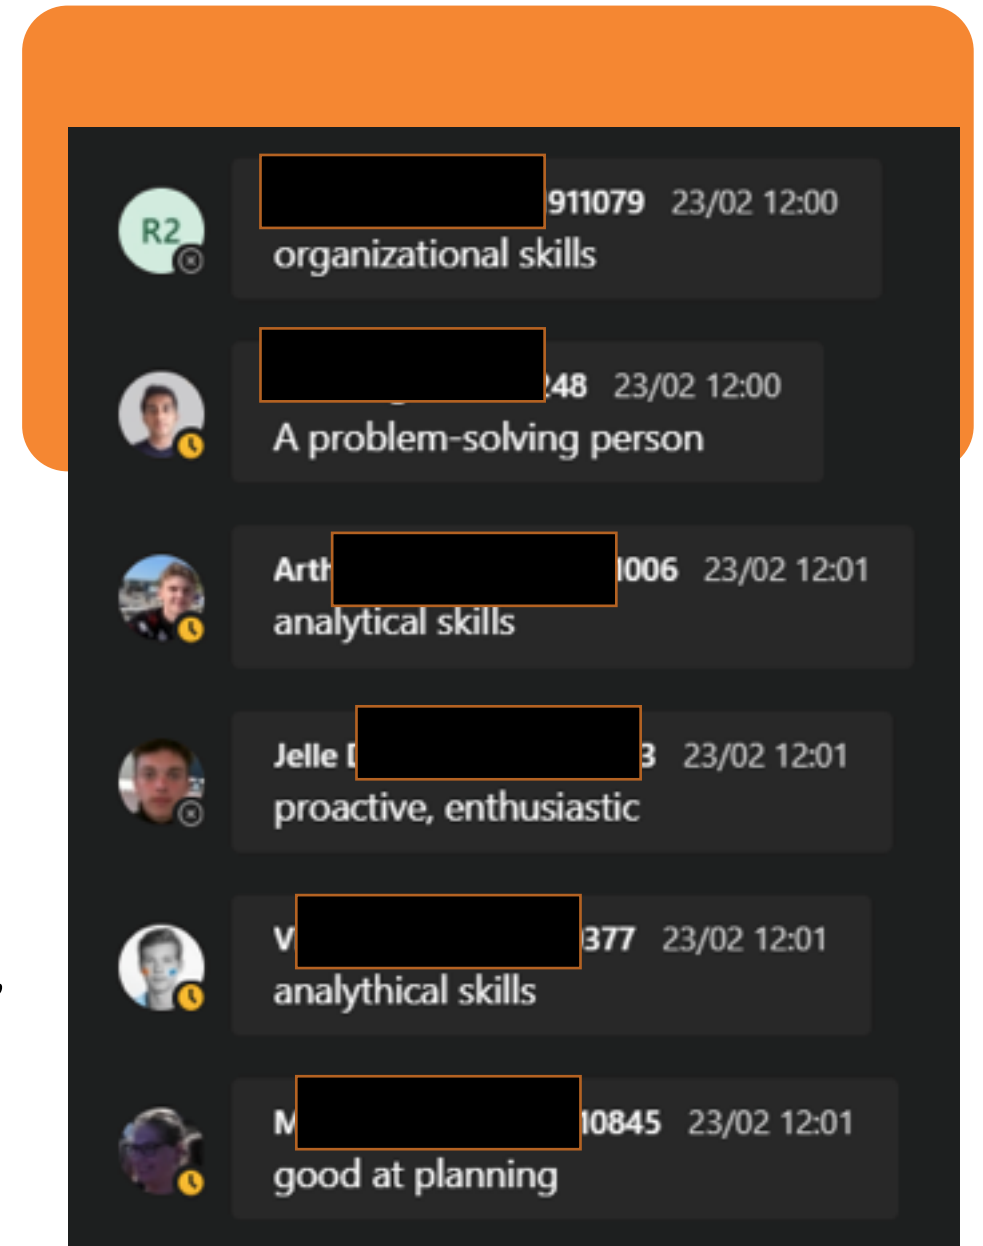 R2
911079 23/02 12:00
organizational skills
248 23/02 12:00
A problem-solving person
Arth 1006 23/02 12:01
analytical skills
Jelle D 3 23/02 12:01
proactive, enthusiastic
V 377 23/02 12:01
analythical skills
,
M 10845 23/02 12:01
good at planning